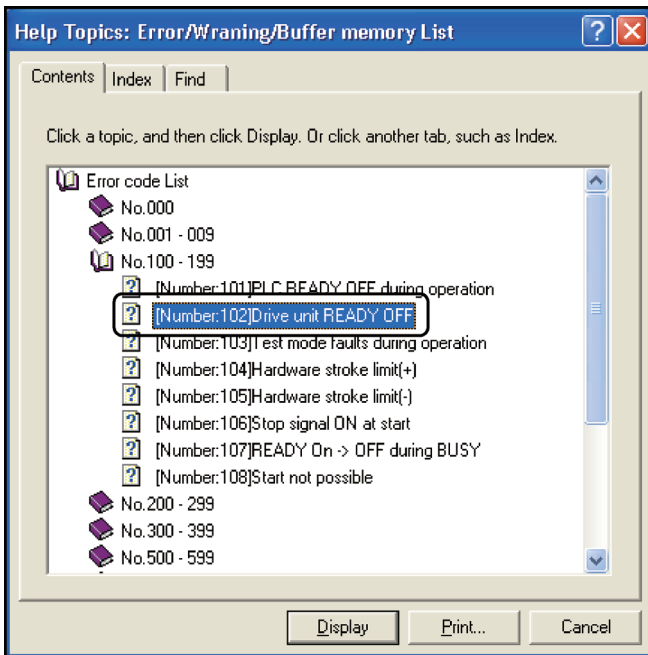 Help Topics: Error/Wraning/Buffer memory List
Contents Index Find
Click a topic, and then click Display. Or click another tab, such as Index.
Error code List
No.000
No.001 - 009
No.100 - 199
[Number:101]PLC READY OFF during operation
[Number:102]Drive unit READY OFF
[Number:103]Test mode faults during operation
[Number:104]Hardware stroke limit(+)
[Number:105]Hardware stroke limit(-)
[Number:106]Stop signal ON at start
[Number:107]READY On -> OFF during BUSY
[Number:108]Start not possible
No.200 - 299
No.300 - 399
No.500 - 599
Display Print... Cancel